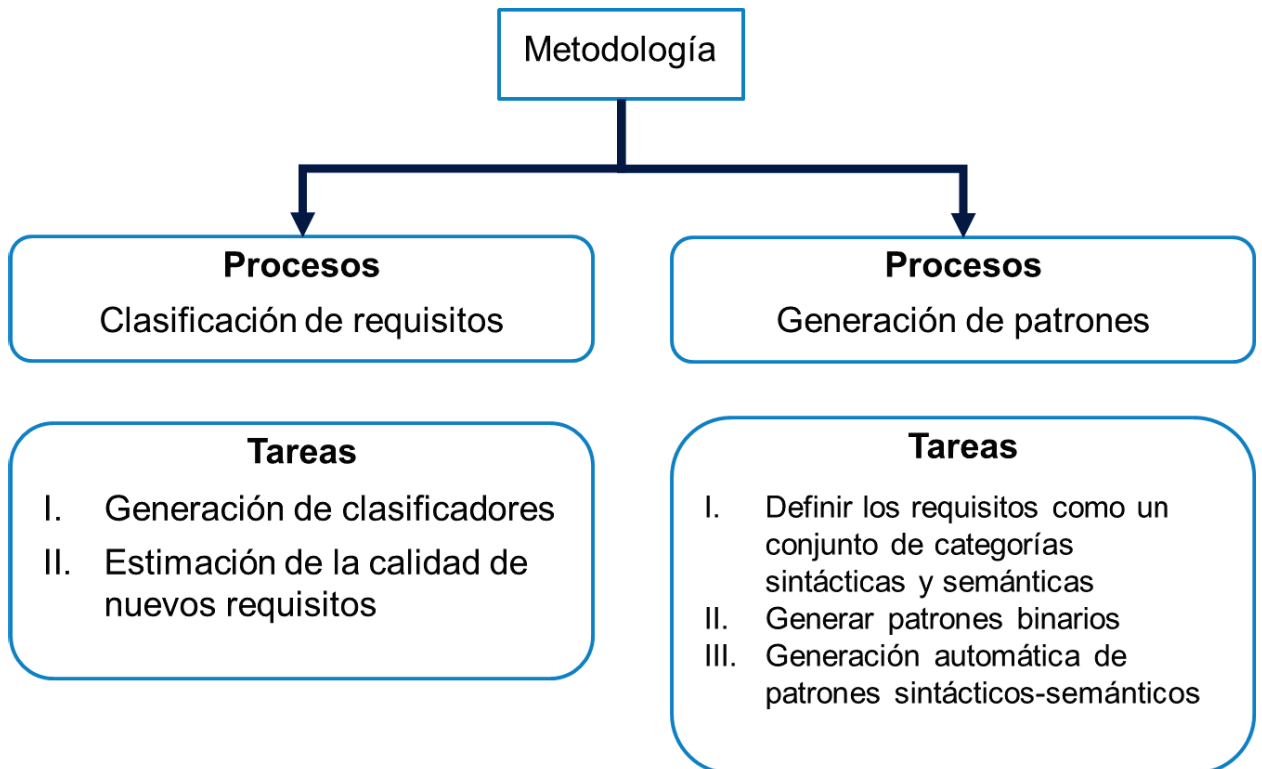 Metodología
Procesos
Clasificación de requisitos
Procesos
Generación de patrones
Tareas
I. Generación de clasificadores
II. Estimación de la calidad de
nuevos requisitos
Tareas
I. Definir los requisitos como un
conjunto de categorías
sintácticas y semánticas
II. Generar patrones binarios
III. Generación automática de
patrones sintácticos-semánticos